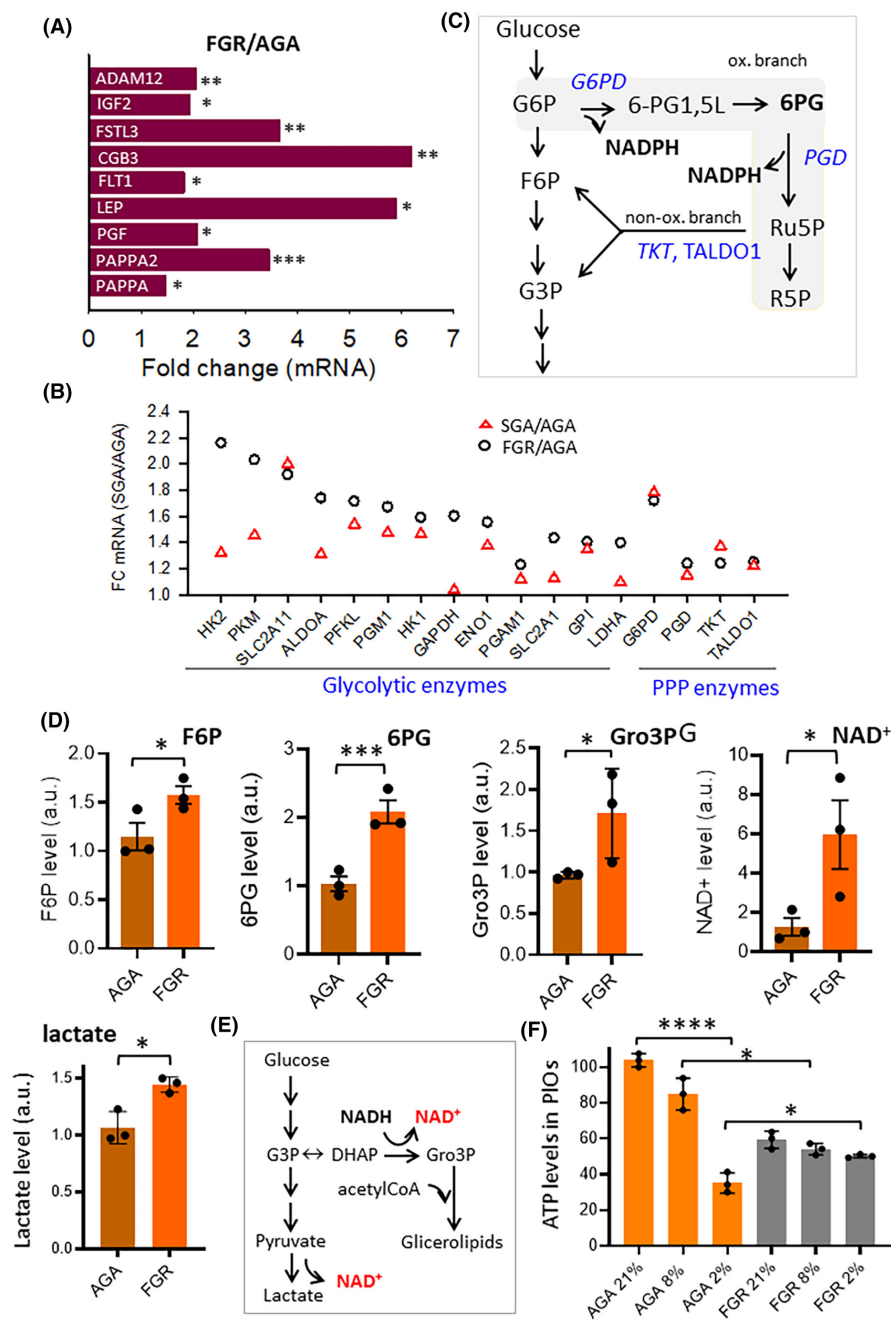 (A)
FGR/AGA
ADAM12 **
IGF2 *
FSTL3 **
CGB3 **
FLT1 *
LEP *
PGF *
PAPPA2 ***
PAPPA *
0 1 2 3 4 5 6 7
Fold change (mRNA)
(C)
Glucose
ox. branch
G6PD
G6P 6-PG1,5L 6PG
NADPH
PGD
NADPH
F6P
non-ox. branch
Ru5P
TKT, TALDO1
G3P
R5P
(B)
FC mRNA (SGA/AGA)
2.4
2.2
2.0
1.8
1.6
1.4
1.2
1.0
SGA/AGA
FGR/AGA
HK2 PKM SLC2A11 ALDOA PFKL PGM1 HK1 GAPDH ENO1 PGAM1 SLC2A1 GPI LDHA G6PD PGD TKT TALDO1
Glycolytic enzymes PPP enzymes
(D)
F6P
*
F6P level (a.u.)
2.0
1.5
1.0
0.5
0.0
AGA FGR
6PG
***
6PG level (a.u.)
3
2
1
0
AGA FGR
Gro3PG
*
Gro3P level (a.u.)
2.5
2.0
1.5
1.0
0.5
0.0
AGA FGR
NAD+
*
NAD+ level (a.u.)
10
8
6
4
2
0
AGA FGR
lactate
*
Lactate level (a.u.)
1.5
1.0
0.5
0.0
AGA FGR
(E)
Glucose
NADH NAD+
G3P ↔ DHAP Gro3P
acetylCoA
Pyruvate Glicerolipids
NAD+
Lactate
(F)
****
*
*
ATP levels in PlOs
100
80
60
40
20
0
AGA 21% AGA 8% AGA 2% FGR 21% FGR 8% FGR 2%